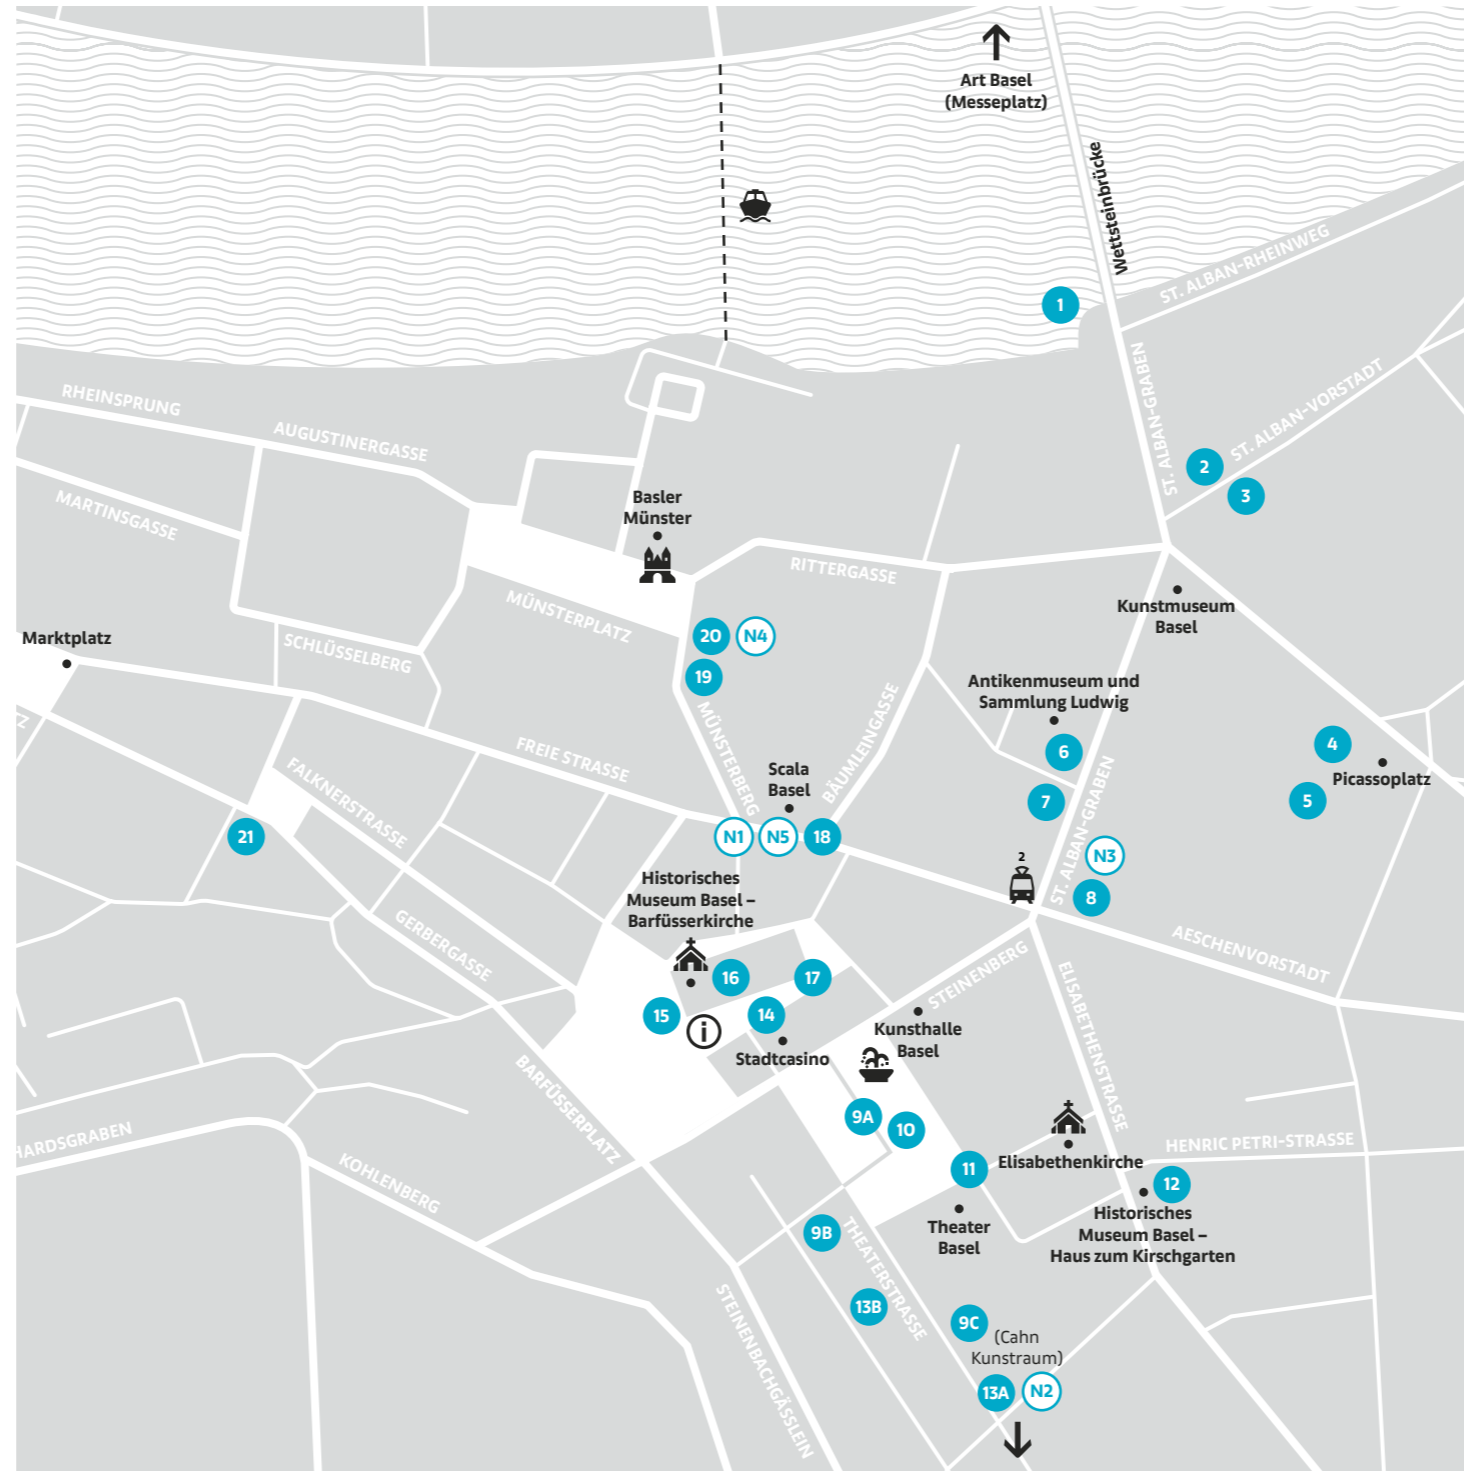 Art Basel
(Messeplatz)
Wettsteinbrücke
1
ST. ALBAN-RHEINWEG
ST. ALBAN-GRABEN
ST. ALBAN-VORSTADT
2
3
RHEINSPRUNG
AUGUSTINERGASSE
MARTINSGASSE
Basler
Münster
RITTERGASSE
MÜNSTERPLATZ
Kunstmuseum
Basel
Marktplatz
SCHLÜSSELBERG
20
N4
19
Antikenmuseum und
Sammlung Ludwig
6
7
4
Picassoplatz
5
MÜNSTERBERG
BÄUMLEINGASSE
FREIE STRASSE
FALKNERSTRASSE
Z
Scala
Basel
21
N1
N5
18
ST. ALBAN-GRABEN
N3
2
8
Historisches
Museum Basel –
Barfüsserkirche
GERBERGASSE
AESCHENVORSTADT
STEINENBERG
16
17
15
i
14
Stadtcasino
Kunsthalle
Basel
ELISABETHENSTRASSE
BARFÜSSERPLATZ
9A
10
HARDSGRABEN
KOHLENBERG
Elisabethenkirche
HENRIC PETRI-STRASSE
11
12
Theater
Basel
Historisches
Museum Basel –
Haus zum Kirschgarten
9B
THEATERSTRASSE
13B
STEINENBACHGÄSSLEIN
9C
(Cahn
Kunstraum)
13A
N2